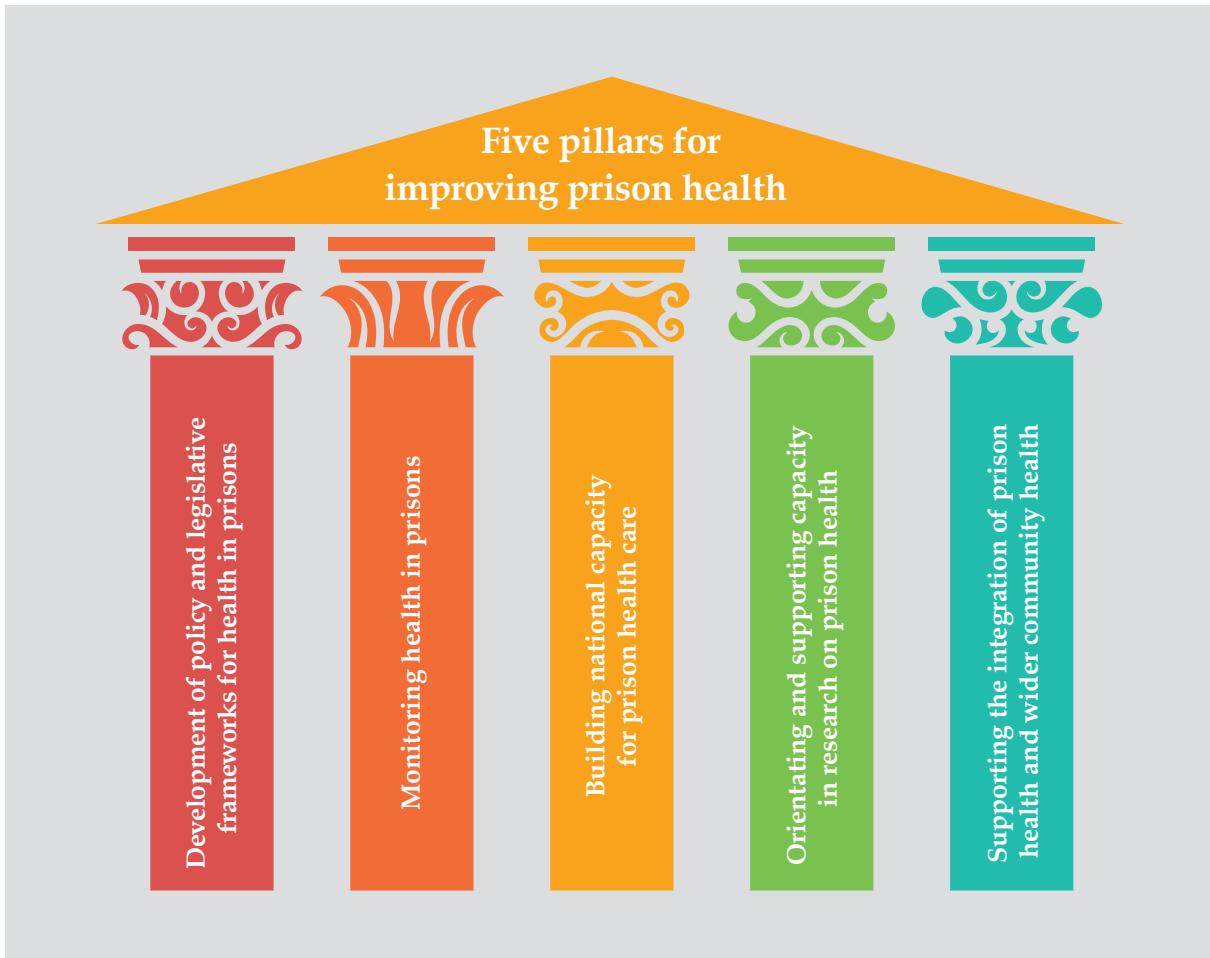 Five pillars for
improving prison health
Development of policy and legislative
frameworks for health in prisons
Monitoring health in prisons
Building national capacity
for prison health care
Orientating and supporting capacity
in research on prison health
Supporting the integration of prison
health and wider community health